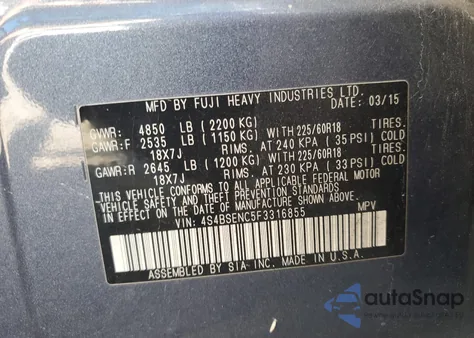 MFD BY FUJI HEAVY INDUSTRIES LTD.
DATE: 03/15
GVWR: 4850 LB (2200 KG)
GAWR:F 2535 LB (1150 KG) WITH 225/60R18 TIRES.
18X7J RIMS. AT 240 KPA (35 PSI) COLD
GAWR:R 2645 LB (1200 KG) WITH 225/60R18 TIRES.
18X7J RIMS. AT 230 KPA (33 PSI) COLD
THIS VEHICLE CONFORMS TO ALL APPLICABLE FEDERAL MOTOR
VEHICLE SAFETY, BUMPER, AND THEFT PREVENTION STANDARDS
IN EFFECT ON THE DATE OF MANUFACTURE SHOWN ABOVE.
VIN: 4S4BSENC5F3316855 MPV
ASSEMBLED BY SIA INC. MADE IN U.S.A.
autoSnap
POWERED BY